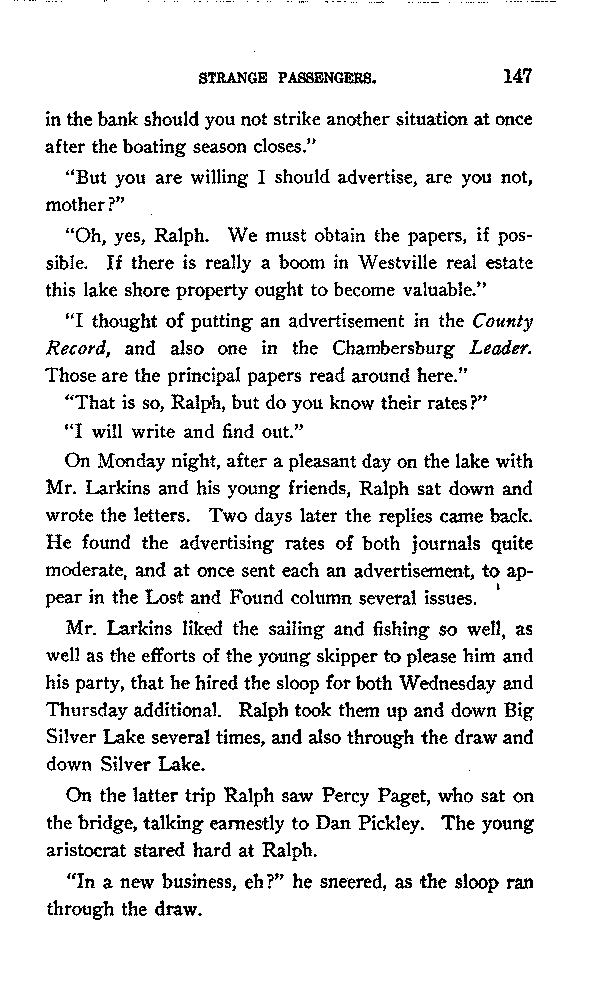 STRANGE PASSENGERS. 147
in the bank should you not strike another situation at once
after the boating season closes."
"But you are willing I should advertise, are you not,
mother?"
"Oh, yes, Ralph. We must obtain the papers, if pos-
sible. If there is really a boom in Westville real estate
this lake shore property ought to become valuable."
"I thought of putting an advertisement in the County
Record, and also one in the Chambersburg Leader.
Those are the principal papers read around here."
"That is so, Ralph, but do you know their rates?"
"I will write and find out."
On Monday night, after a pleasant day on the lake with
Mr. Larkins and his young friends, Ralph sat down and
wrote the letters. Two days later the replies came back.
He found the advertising rates of both journals quite
moderate, and at once sent each an advertisement, to ap-
pear in the Lost and Found column several issues.
Mr. Larkins liked the sailing and fishing so well, as
well as the efforts of the young skipper to please him and
his party, that he hired the sloop for both Wednesday and
Thursday additional. Ralph took them up and down Big
Silver Lake several times, and also through the draw and
down Silver Lake.
On the latter trip Ralph saw Percy Paget, who sat on
the bridge, talking earnestly to Dan Pickley. The young
aristocrat stared hard at Ralph.
"In a new business, eh?" he sneered, as the sloop ran
through the draw.